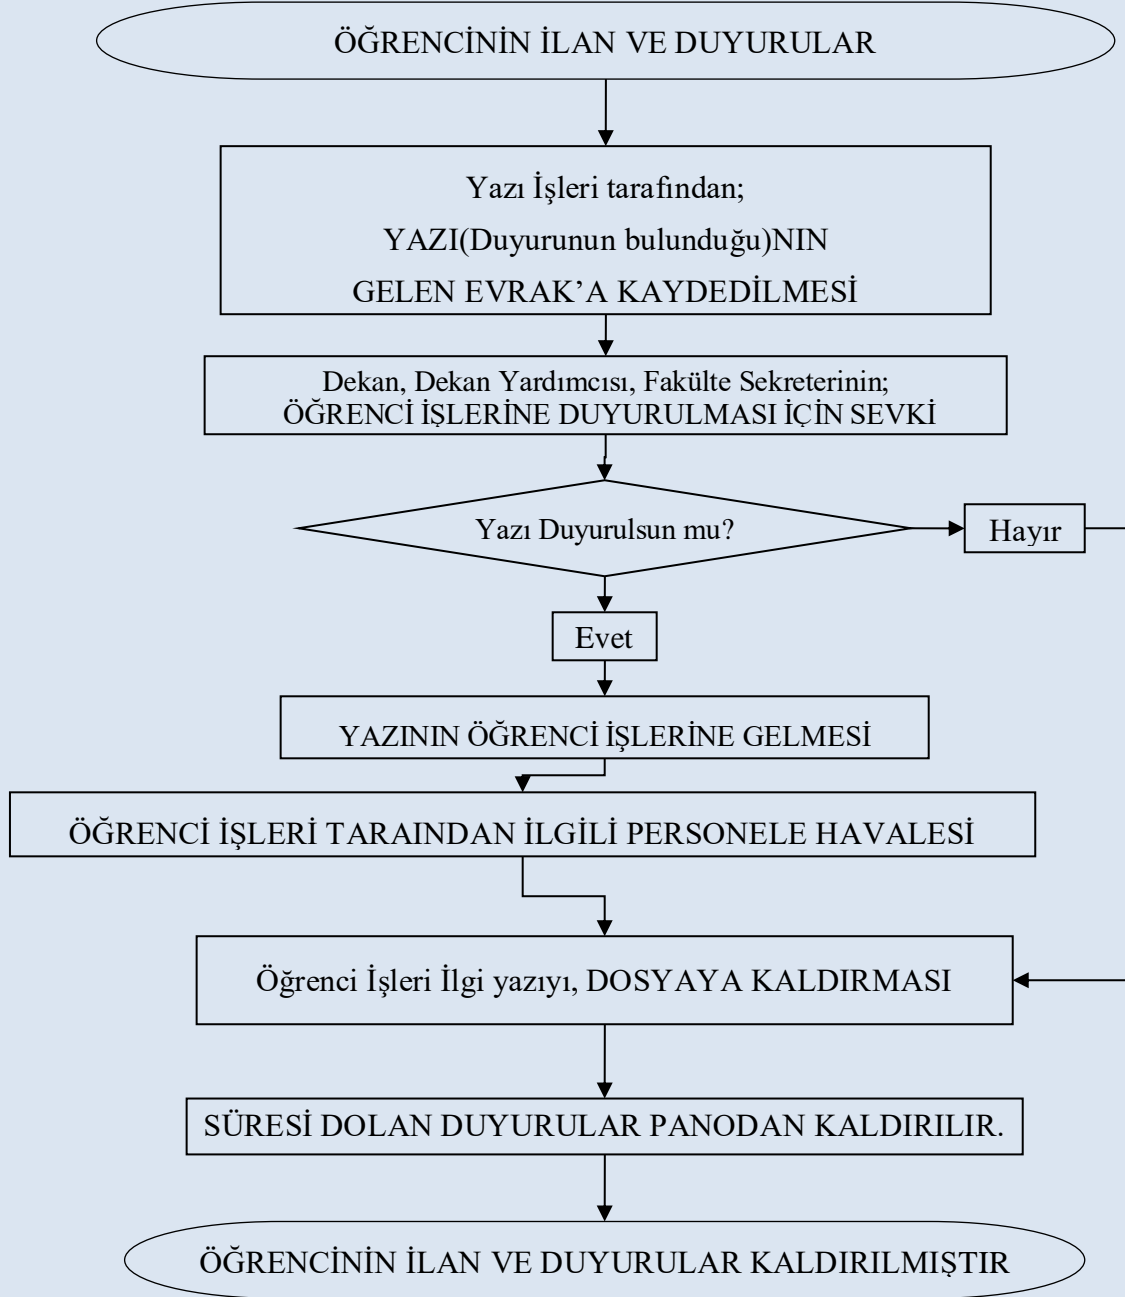 ÖĞRENCİNİN İLAN VE DUYURULAR
Yazı İşleri tarafından;
YAZI(Duyurunun bulunduğu)NIN
GELEN EVRAK’A KAYDEDİLMESİ
Dekan, Dekan Yardımcısı, Fakülte Sekreterinin;
ÖĞRENCİ İŞLERİNE DUYURULMASI İÇİN SEVKİ
Yazı Duyurulsun mu?
Hayır
Evet
YAZININ ÖĞRENCİ İŞLERİNE GELMESİ
ÖĞRENCİ İŞLERİ TARAINDAN İLGİLİ PERSONELE HAVALESİ
Öğrenci İşleri İlgi yazıyı, DOSYAYA KALDIRMASI
SÜRESİ DOLAN DUYURULAR PANODAN KALDIRILIR.
ÖĞRENCİNİN İLAN VE DUYURULAR KALDIRILMIŞTIR